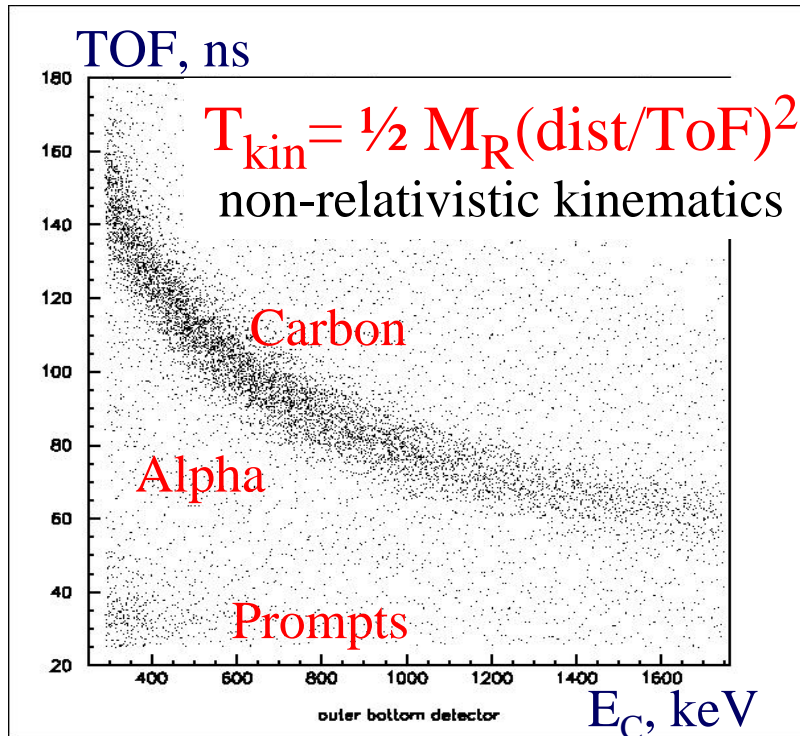 TOF, ns
180
160
140
120
100
80
60
40
20
T_kin = ½ M_R(dist/ToF)²
non-relativistic kinematics
Carbon
Alpha
Prompts
400 600 800 1000 1200 1400 1600
outer bottom detector
E_C, keV